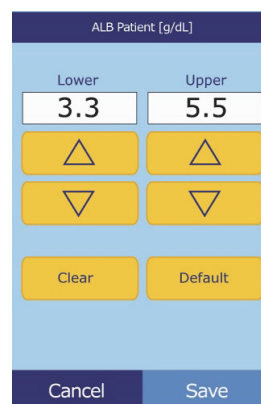 ALB Patient [g/dL]
Lower Upper
3.3 5.5
Clear Default
Cancel Save